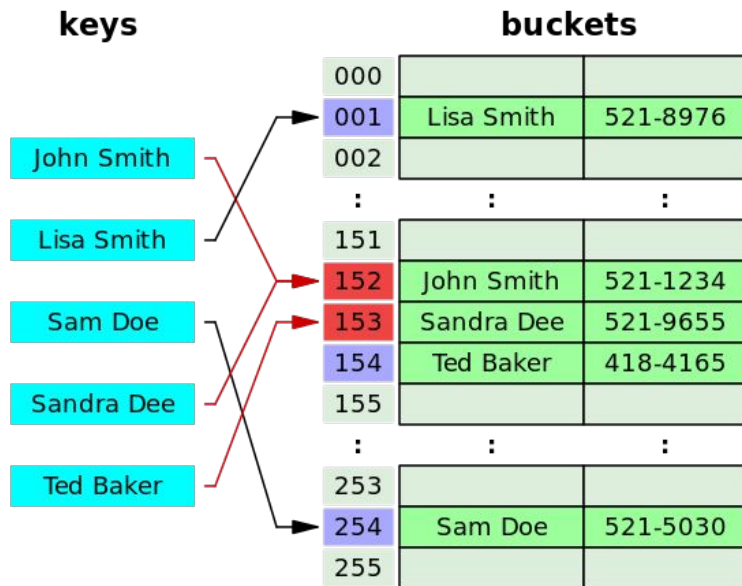 keys
buckets
John Smith
Lisa Smith
Sam Doe
Sandra Dee
Ted Baker
000
001 Lisa Smith 521-8976
002
: : :
151
152 John Smith 521-1234
153 Sandra Dee 521-9655
154 Ted Baker 418-4165
155
: : :
253
254 Sam Doe 521-5030
255